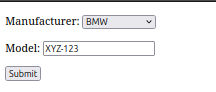 Manufacturer: BMW
Model: XYZ-123
Submit